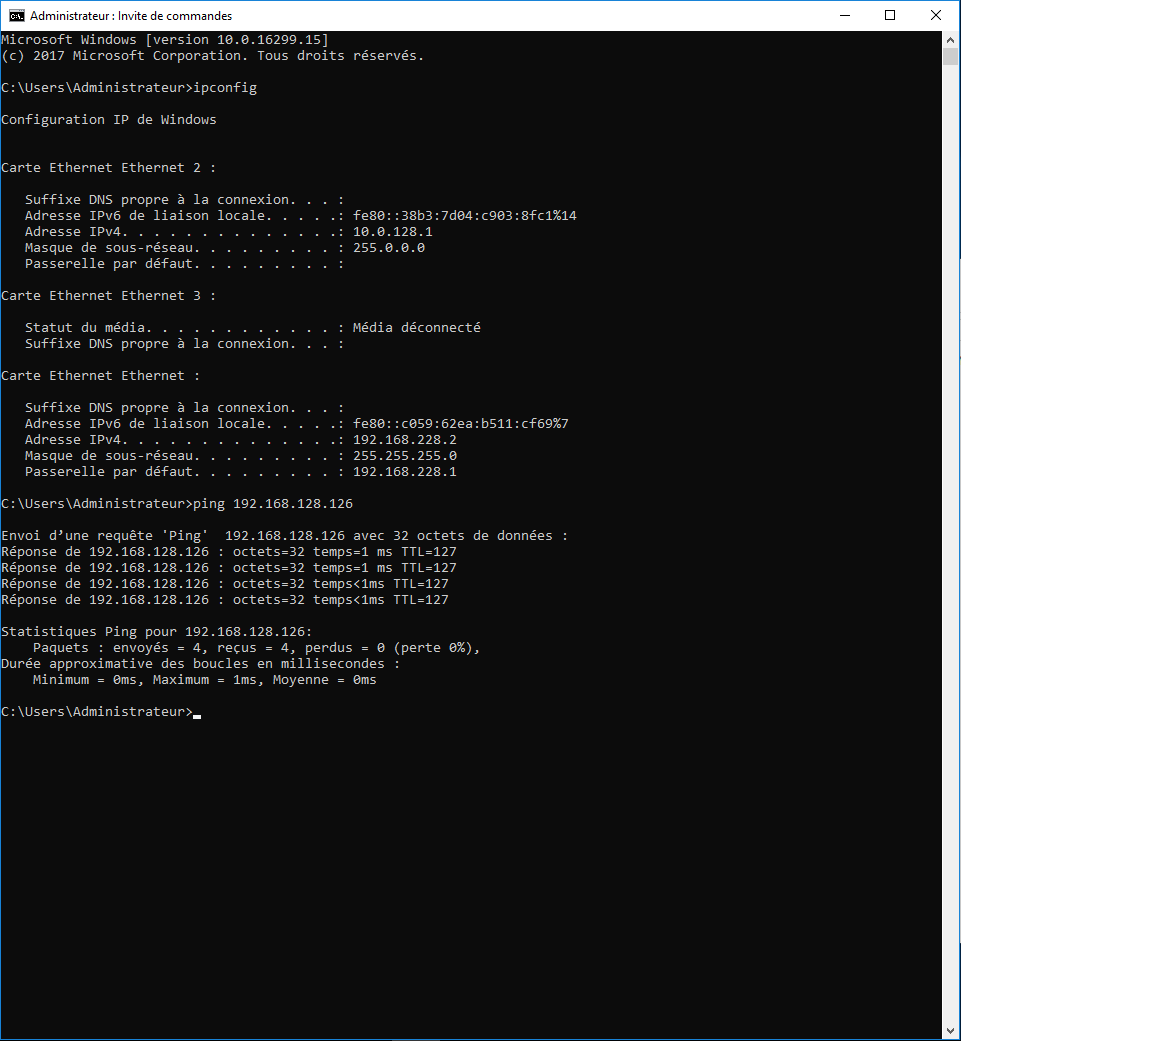 Administrateur : Invite de commandes
Microsoft Windows [version 10.0.16299.15]
(c) 2017 Microsoft Corporation. Tous droits réservés.
C:\Users\Administrateur>ipconfig
Configuration IP de Windows
Carte Ethernet Ethernet 2 :
Suffixe DNS propre à la connexion. . . :
Adresse IPv6 de liaison locale. . . . .: fe80::38b3:7d04:c903:8fc1%14
Adresse IPv4. . . . . . . . . . . . . .: 10.0.128.1
Masque de sous-réseau. . . . . . . . . : 255.0.0.0
Passerelle par défaut. . . . . . . . . :
Carte Ethernet Ethernet 3 :
Statut du média. . . . . . . . . . . . : Média déconnecté
Suffixe DNS propre à la connexion. . . :
Carte Ethernet Ethernet :
Suffixe DNS propre à la connexion. . . :
Adresse IPv6 de liaison locale. . . . .: fe80::c059:62ea:b511:cf69%7
Adresse IPv4. . . . . . . . . . . . . .: 192.168.228.2
Masque de sous-réseau. . . . . . . . . : 255.255.255.0
Passerelle par défaut. . . . . . . . . : 192.168.228.1
C:\Users\Administrateur>ping 192.168.128.126
Envoi d’une requête 'Ping'  192.168.128.126 avec 32 octets de données :
Réponse de 192.168.128.126 : octets=32 temps=1 ms TTL=127
Réponse de 192.168.128.126 : octets=32 temps=1 ms TTL=127
Réponse de 192.168.128.126 : octets=32 temps<1ms TTL=127
Réponse de 192.168.128.126 : octets=32 temps<1ms TTL=127
Statistiques Ping pour 192.168.128.126:
Paquets : envoyés = 4, reçus = 4, perdus = 0 (perte 0%),
Durée approximative des boucles en millisecondes :
Minimum = 0ms, Maximum = 1ms, Moyenne = 0ms
C:\Users\Administrateur>